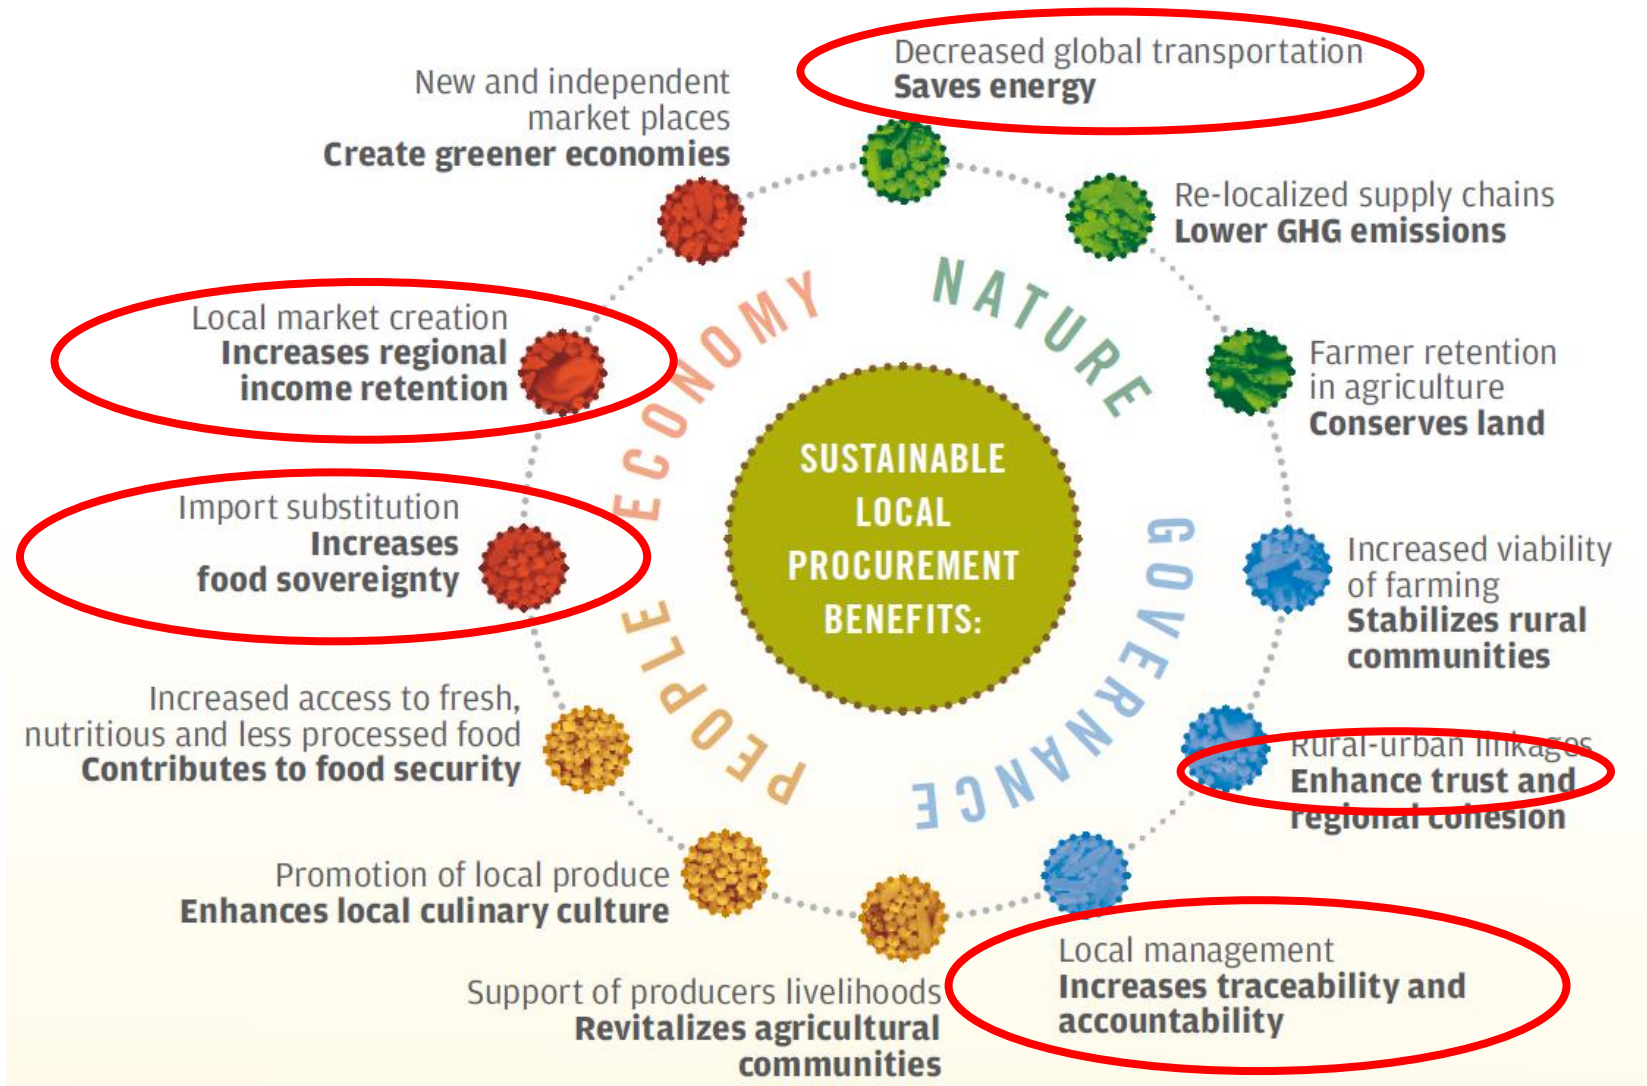 Decreased global transportation
Saves energy
New and independent
market places
Create greener economies
Re-localized supply chains
Lower GHG emissions
Local market creation
Increases regional
income retention
Farmer retention
in agriculture
Conserves land
ECONOMY
NATURE
SUSTAINABLE
LOCAL
PROCUREMENT
BENEFITS:
Import substitution
Increases
food sovereignty
Increased viability
of farming
Stabilizes rural
communities
PEOPLE
GOVERNANCE
Increased access to fresh,
nutritious and less processed food
Contributes to food security
Rural-urban linkages
Enhance trust and
regional cohesion
Promotion of local produce
Enhances local culinary culture
Local management
Increases traceability and
accountability
Support of producers livelihoods
Revitalizes agricultural
communities